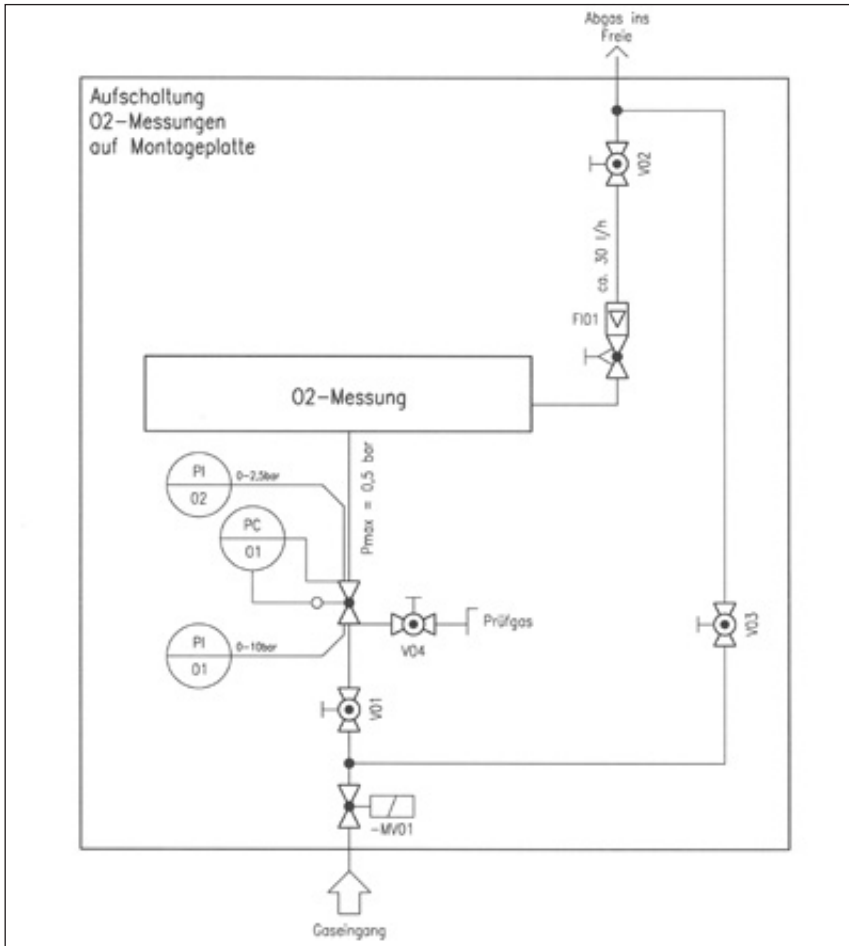 Abgas ins
Freie
Aufschaltung
O2-Messungen
auf Montageplatte
V02
ca. 30 l/h
FI01
O2-Messung
PI
02
0-2,5bar
Pmax = 0,5 bar
PC
01
PI
01
0-10bar
V04
Prüfgas
V03
V01
-MV01
Gaseingang